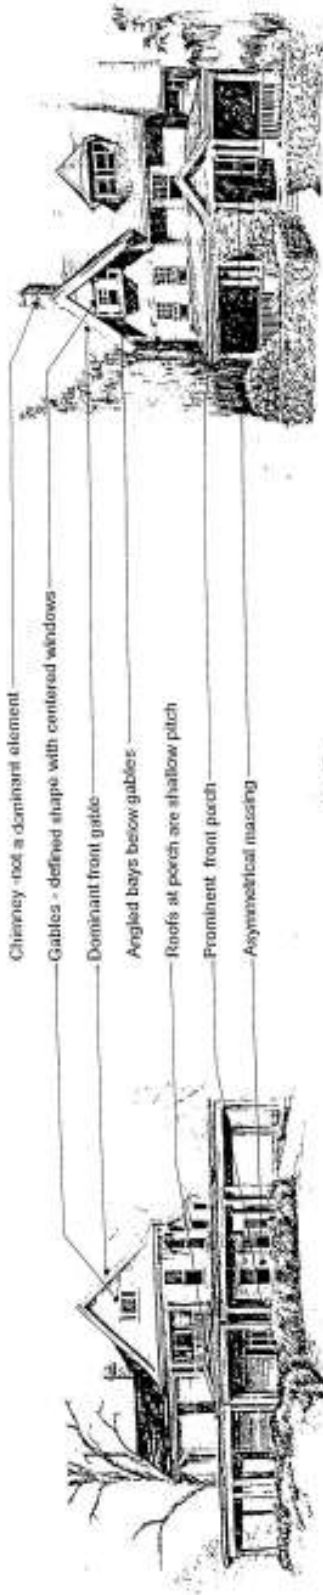 Chimney -not a dominant element
Gables - defined shape with centered windows
Dominant front gable
Angled bays below gables
Roofs at porch are shallow pitch
Prominent front porch
Asymmetrical massing